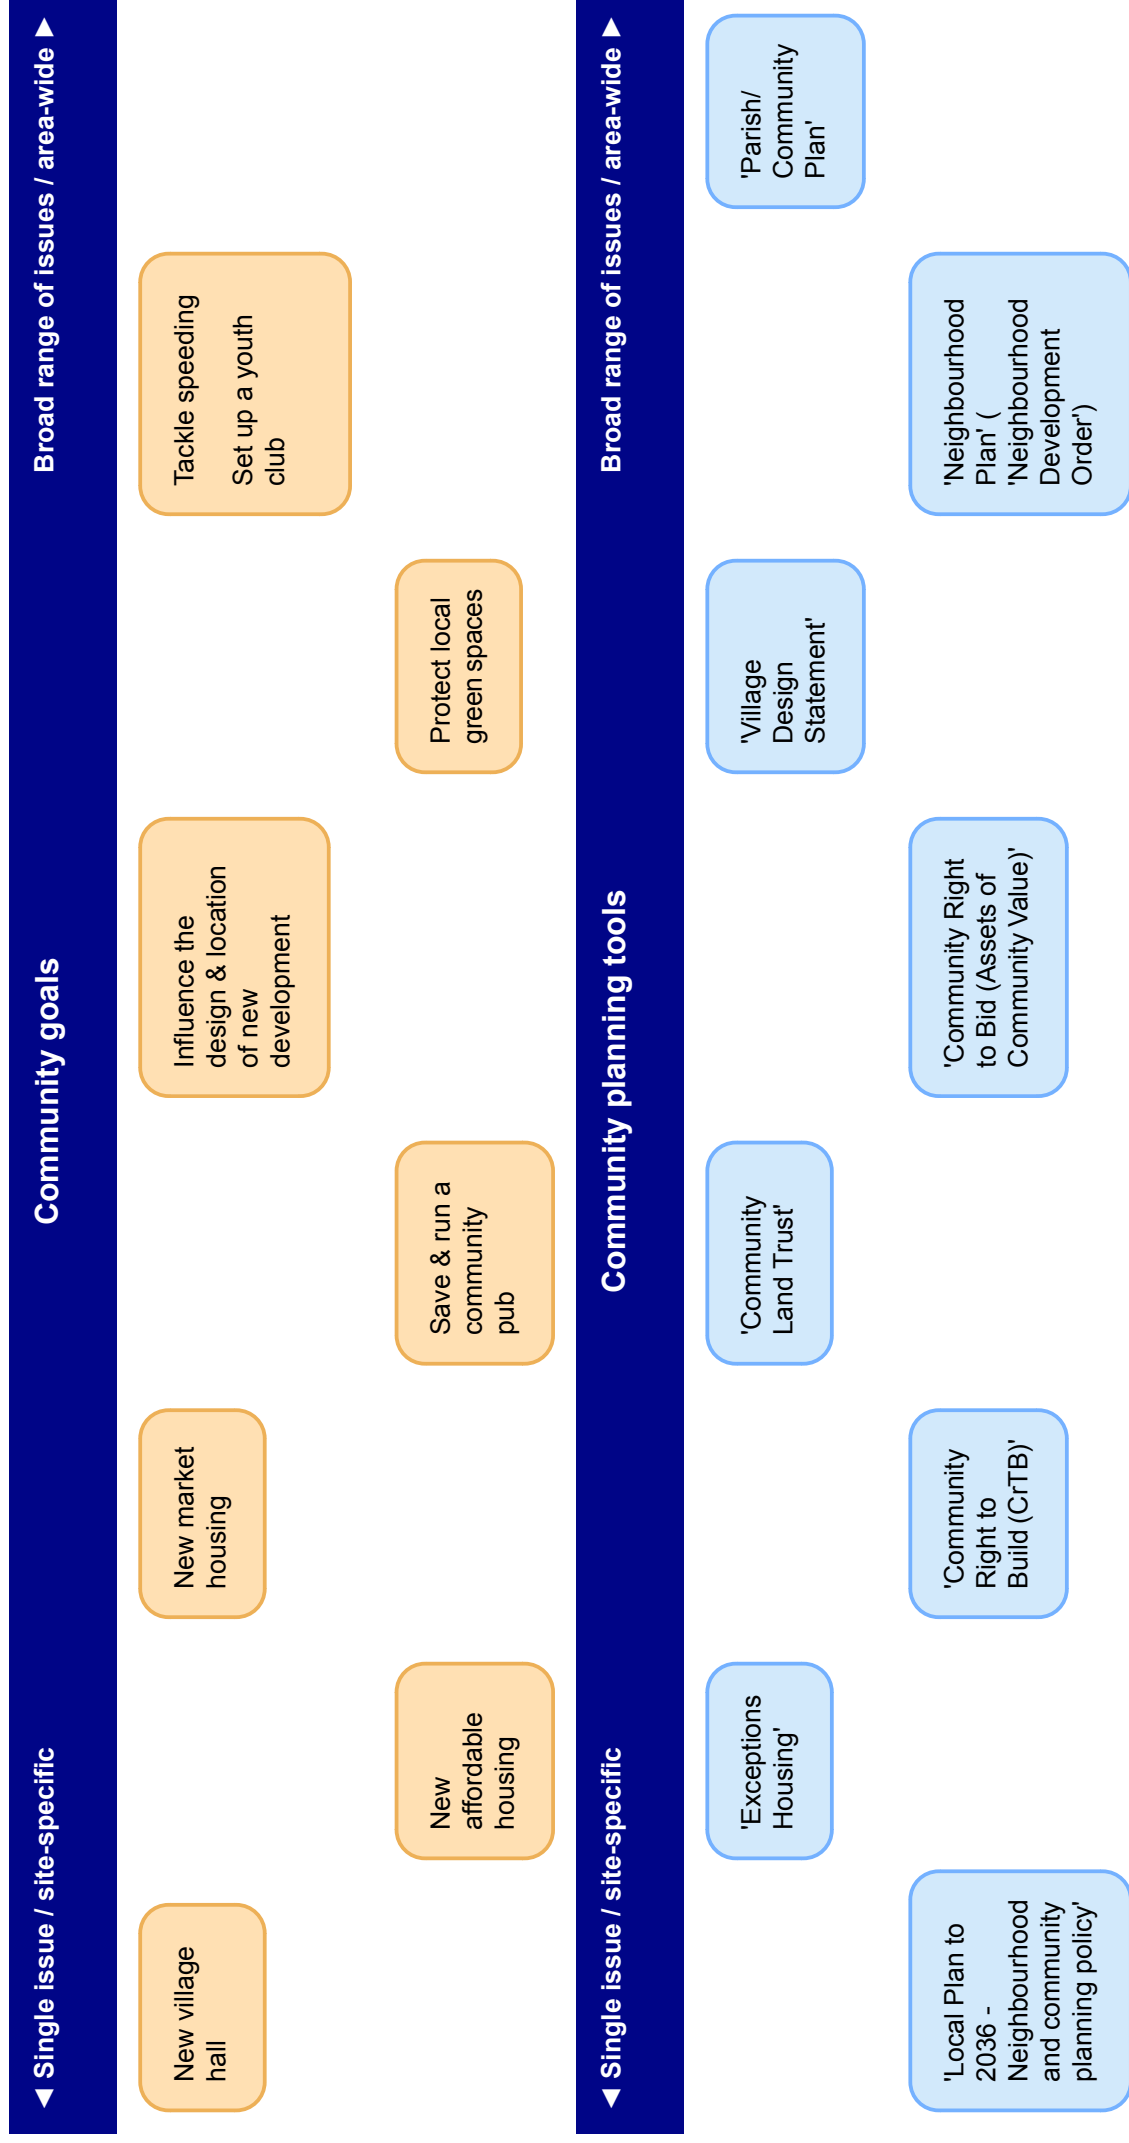 ◄ Single issue / site-specific
Community goals
Broad range of issues / area-wide ►
New village
hall
New
affordable
housing
New market
housing
Save & run a
community
pub
Influence the
design & location
of new
development
Protect local
green spaces
Tackle speeding
Set up a youth
club
◄ Single issue / site-specific
Community planning tools
Broad range of issues / area-wide ►
'Local Plan to
2036 -
Neighbourhood
and community
planning policy'
'Exceptions
Housing'
'Community
Right to
Build (CrTB)'
'Community
Land Trust'
'Community Right
to Bid (Assets of
Community Value)'
'Village
Design
Statement'
'Neighbourhood
Plan' (
'Neighbourhood
Development
Order')
'Parish/
Community
Plan'